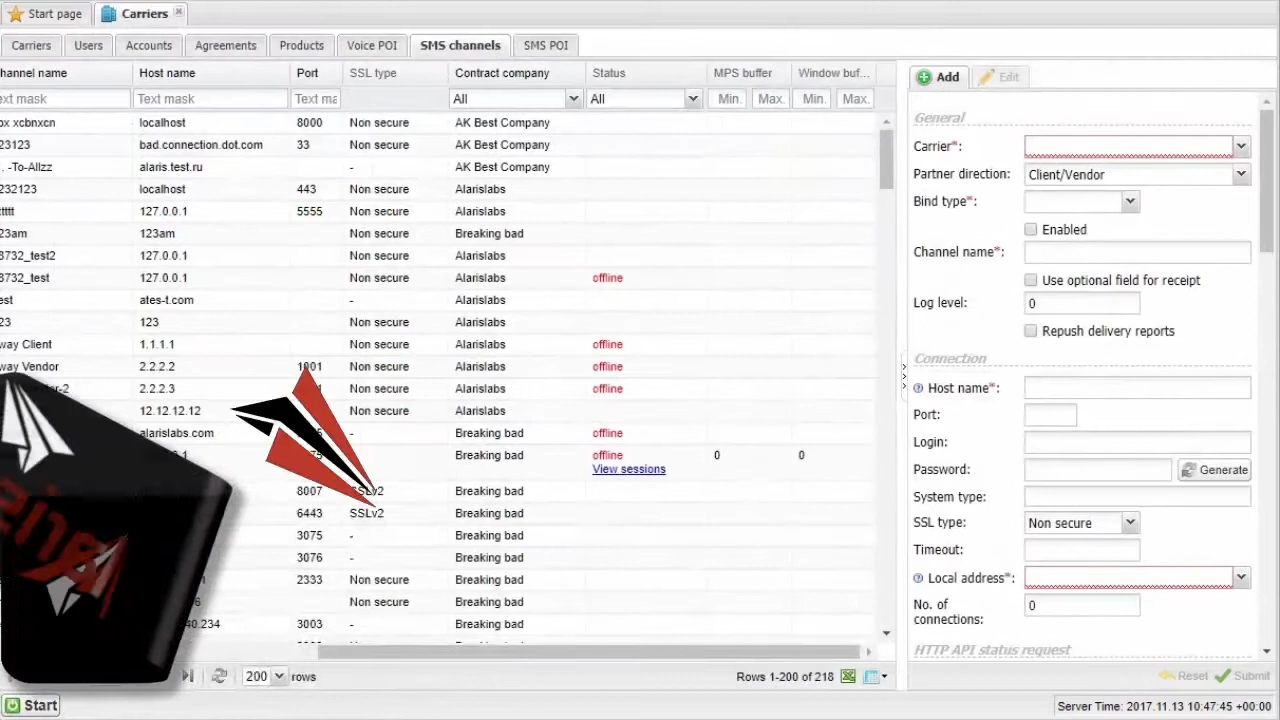 Start page
Carriers
Carriers Users Accounts Agreements Products Voice POI SMS channels SMS POI
hannel name Host name Port SSL type Contract company Status MPS buffer Window buf...
ext mask Text mask Text ma All All Min. Max. Min. Max.
ox xcbnxcn localhost 8000 Non secure AK Best Company
23123 bad.connection.dot.com 33 Non secure AK Best Company
, -To-Allzz alaris.test.ru - AK Best Company
232123 localhost 443 Non secure Alarislabs
ttttt 127.0.0.1 5555 Non secure Alarislabs
23am 123am Non secure Breaking bad
8732_test2 127.0.0.1 Non secure Alarislabs
8732_test 127.0.0.1 Non secure Alarislabs offline
est ates-t.com - Alarislabs
23 123 Non secure Alarislabs
way Client 1.1.1.1 Non secure Alarislabs offline
way Vendor 2.2.2.2 1001 Non secure Alarislabs offline
r-2 2.2.2.3 Non secure Alarislabs offline
12.12.12.12 Non secure Alarislabs
alarislabs.com - Breaking bad offline
Breaking bad offline 0 0
View sessions
8007 SSLv2 Breaking bad
6443 SSLv2 Breaking bad
3075 - Breaking bad
3076 - Breaking bad
2333 Non secure Breaking bad
Non secure Breaking bad
40.234 3003 - Breaking bad
200 rows
Rows 1-200 of 218
Add
Edit
General
Carrier*:
Partner direction: Client/Vendor
Bind type*:
Enabled
Channel name*:
Use optional field for receipt
Log level: 0
Repush delivery reports
Connection
Host name*:
Port:
Login:
Password: Generate
System type:
SSL type: Non secure
Timeout:
Local address*:
No. of
connections: 0
HTTP API status request
Reset Submit
Start
Server Time: 2017.11.13 10:47:45 +00:00